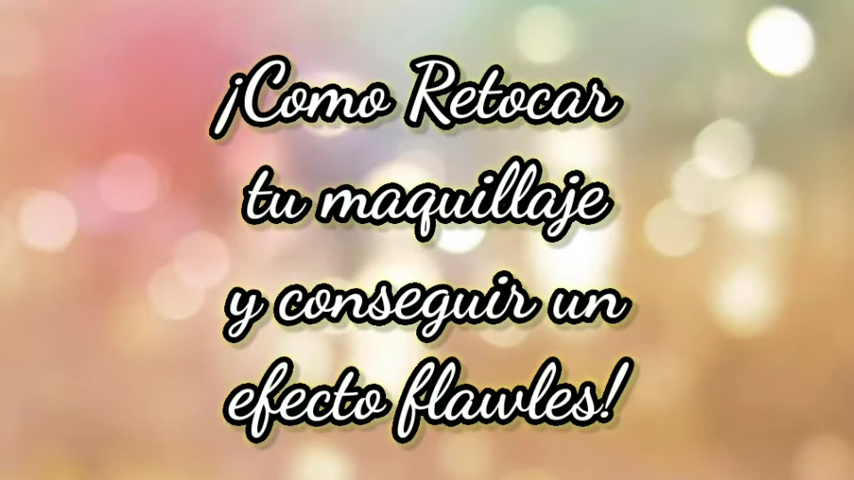 ¡Como Retocar
tu maquillaje
y conseguir un
efecto flawles!